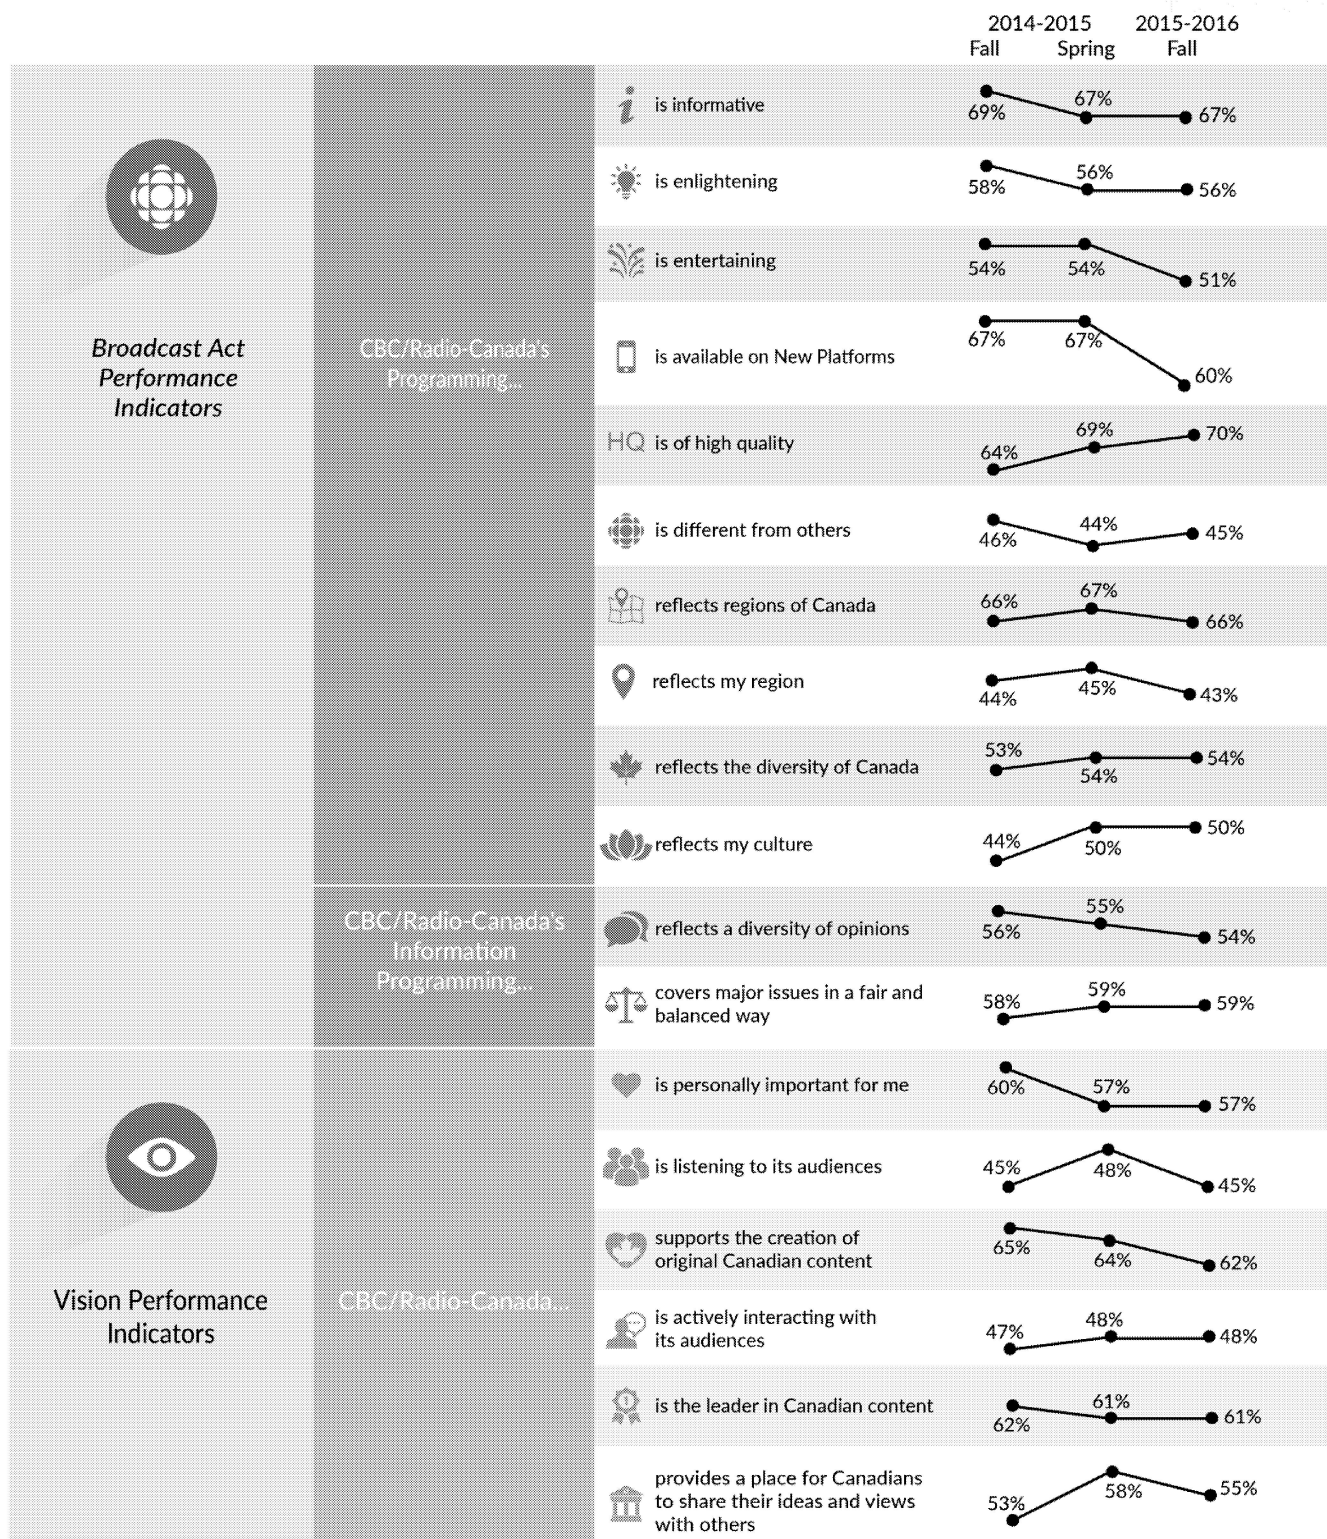 2014-2015 2015-2016
Fall Spring Fall
is informative
69% 67% 67%
is enlightening
58% 56% 56%
is entertaining
54% 54% 51%
Broadcast Act
Performance
Indicators
CBC/Radio-Canada's
Programming...
is available on New Platforms
67% 67% 60%
HQ is of high quality
64% 69% 70%
is different from others
46% 44% 45%
reflects regions of Canada
66% 67% 66%
reflects my region
44% 45% 43%
reflects the diversity of Canada
53% 54% 54%
reflects my culture
44% 50% 50%
CBC/Radio-Canada's
Information
Programming...
reflects a diversity of opinions
56% 55% 54%
covers major issues in a fair and
balanced way
58% 59% 59%
is personally important for me
60% 57% 57%
is listening to its audiences
45% 48% 45%
supports the creation of
original Canadian content
65% 64% 62%
Vision Performance
Indicators
CBC/Radio-Canada...
is actively interacting with
its audiences
47% 48% 48%
1
is the leader in Canadian content
62% 61% 61%
provides a place for Canadians
to share their ideas and views
with others
53% 58% 55%